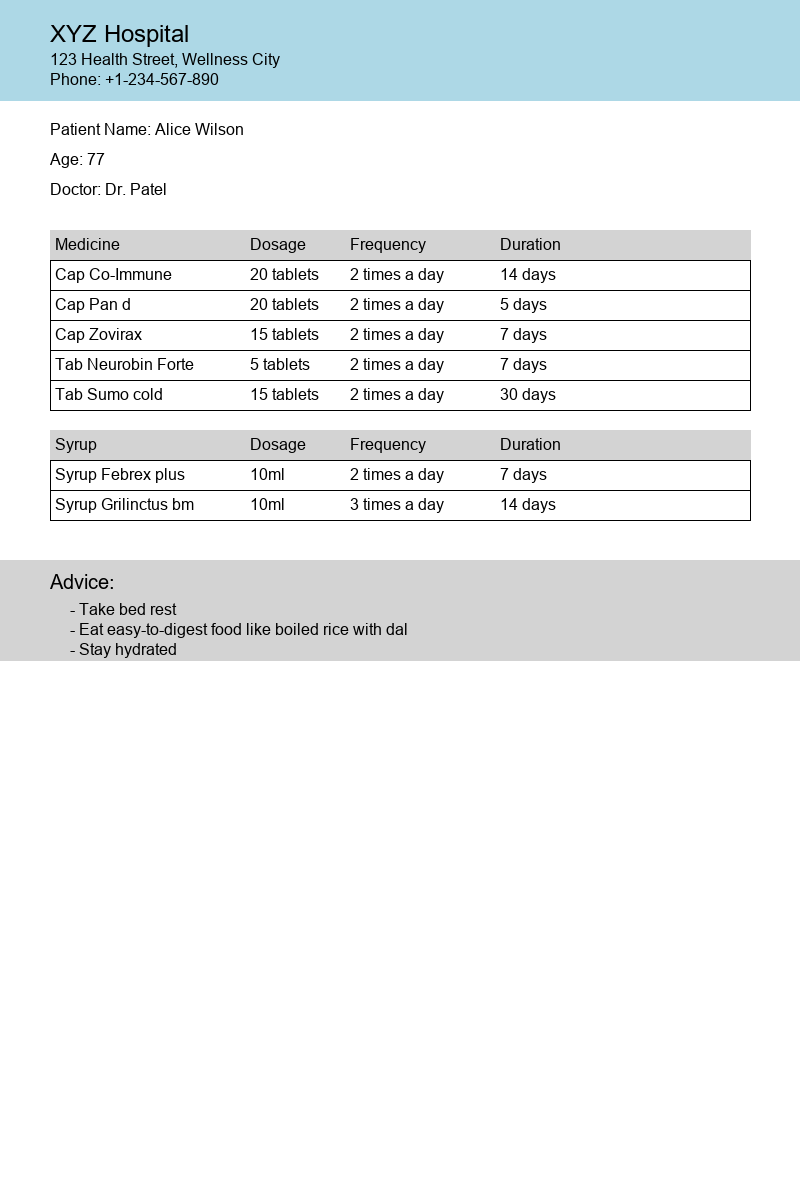 XYZ Hospital
123 Health Street, Wellness City
Phone: +1-234-567-890
Patient Name: Alice Wilson
Age: 77
Doctor: Dr. Patel
Medicine Dosage Frequency Duration
Cap Co-Immune 20 tablets 2 times a day 14 days
Cap Pan d 20 tablets 2 times a day 5 days
Cap Zovirax 15 tablets 2 times a day 7 days
Tab Neurobin Forte 5 tablets 2 times a day 7 days
Tab Sumo cold 15 tablets 2 times a day 30 days
Syrup Dosage Frequency Duration
Syrup Febrex plus 10ml 2 times a day 7 days
Syrup Grilinctus bm 10ml 3 times a day 14 days
Advice:
- Take bed rest
- Eat easy-to-digest food like boiled rice with dal
- Stay hydrated